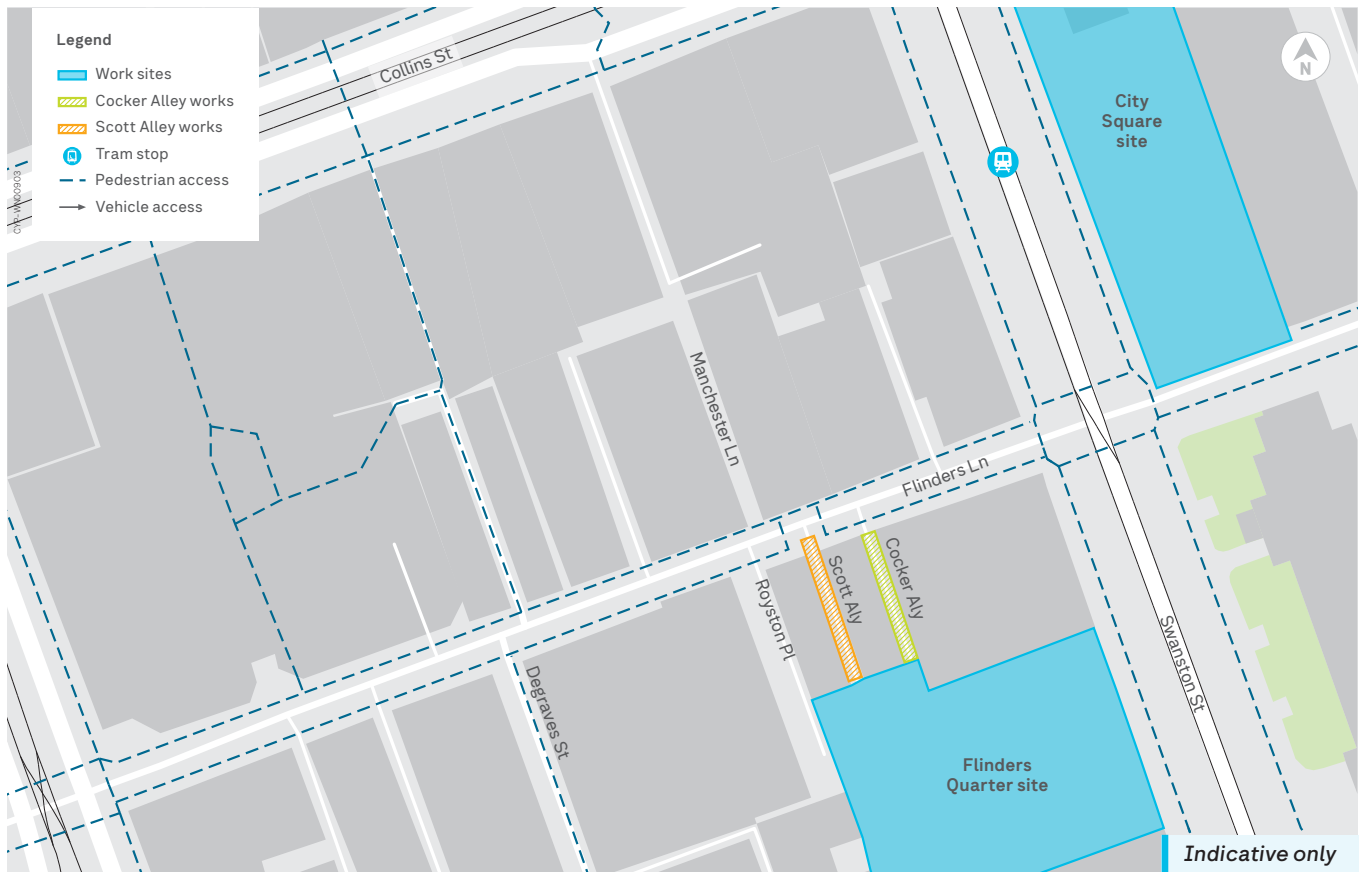 Legend
Work sites
Cocker Alley works
Scott Alley works
Tram stop
Pedestrian access
Vehicle access
CYP-WN00903
Collins St
N
City
Square
site
Manchester Ln
Flinders Ln
Scott Aly
Cocker Aly
Royston Pl
Degraves St
Swanston St
Flinders
Quarter site
Indicative only